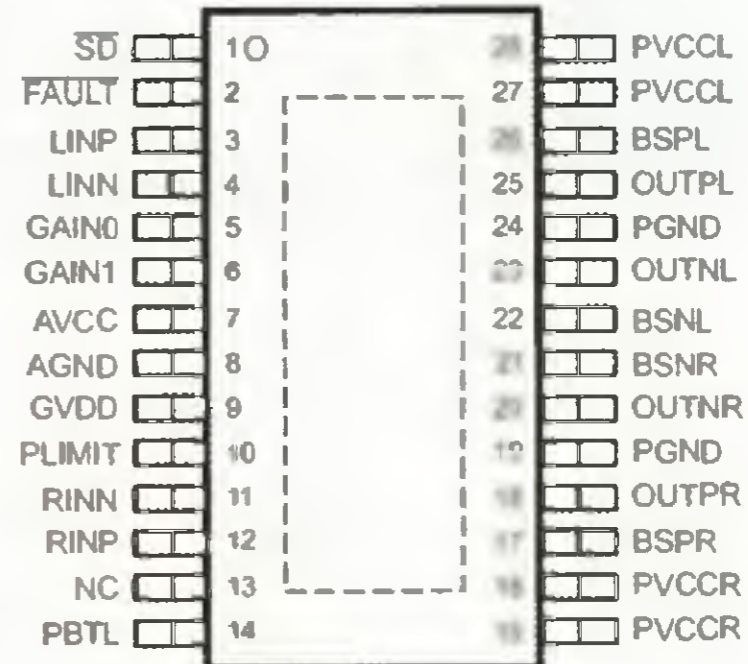 SD 1 PVCCL
FAULT 2 27 PVCCL
LINP 3 BSPL
LINN 4 25 OUTPL
GAIN0 5 24 PGND
GAIN1 6 OUTNL
AVCC 7 22 BSNL
AGND 8 BSNR
GVDD 9 OUTNR
PLIMIT 10 PGND
RINN 11 OUTPR
RINP 12 BSPR
NC 13 PVCCR
PBTL 14 PVCCR